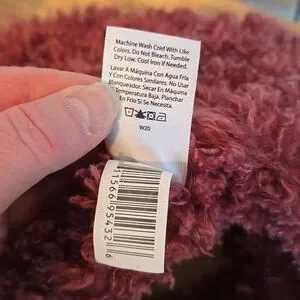 Machine Wash Cold With Like
Colors. Do Not Bleach. Tumble
Dry Low. Cool Iron If Needed.
Lavar A Máquina Con Agua Fría
Y Con Colores Similares. No Usar
Blanqueador. Secar En Máquina
A Temperatura Baja. Planchar
En Frío Si Se Necesita.
W20
11566954326